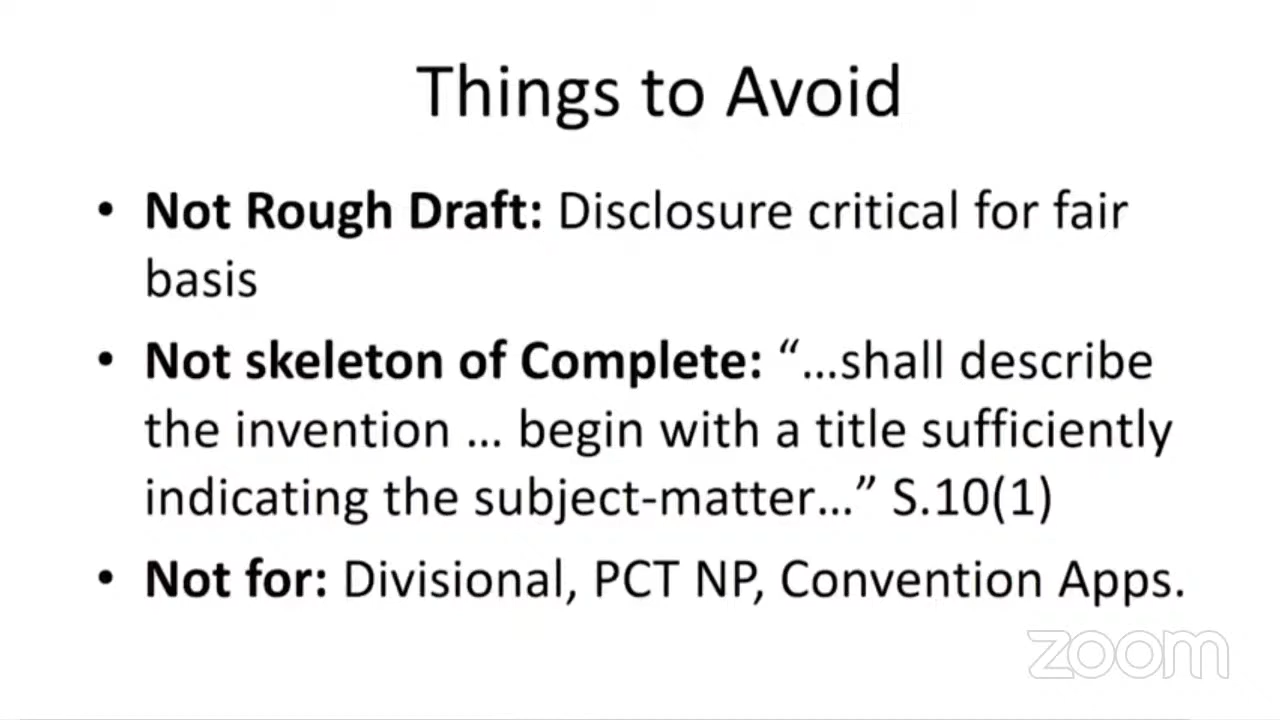 Things to Avoid
• Not Rough Draft: Disclosure critical for fair
basis
• Not skeleton of Complete: “...shall describe
the invention ... begin with a title sufficiently
indicating the subject-matter...” S.10(1)
• Not for: Divisional, PCT NP, Convention Apps.
zoom